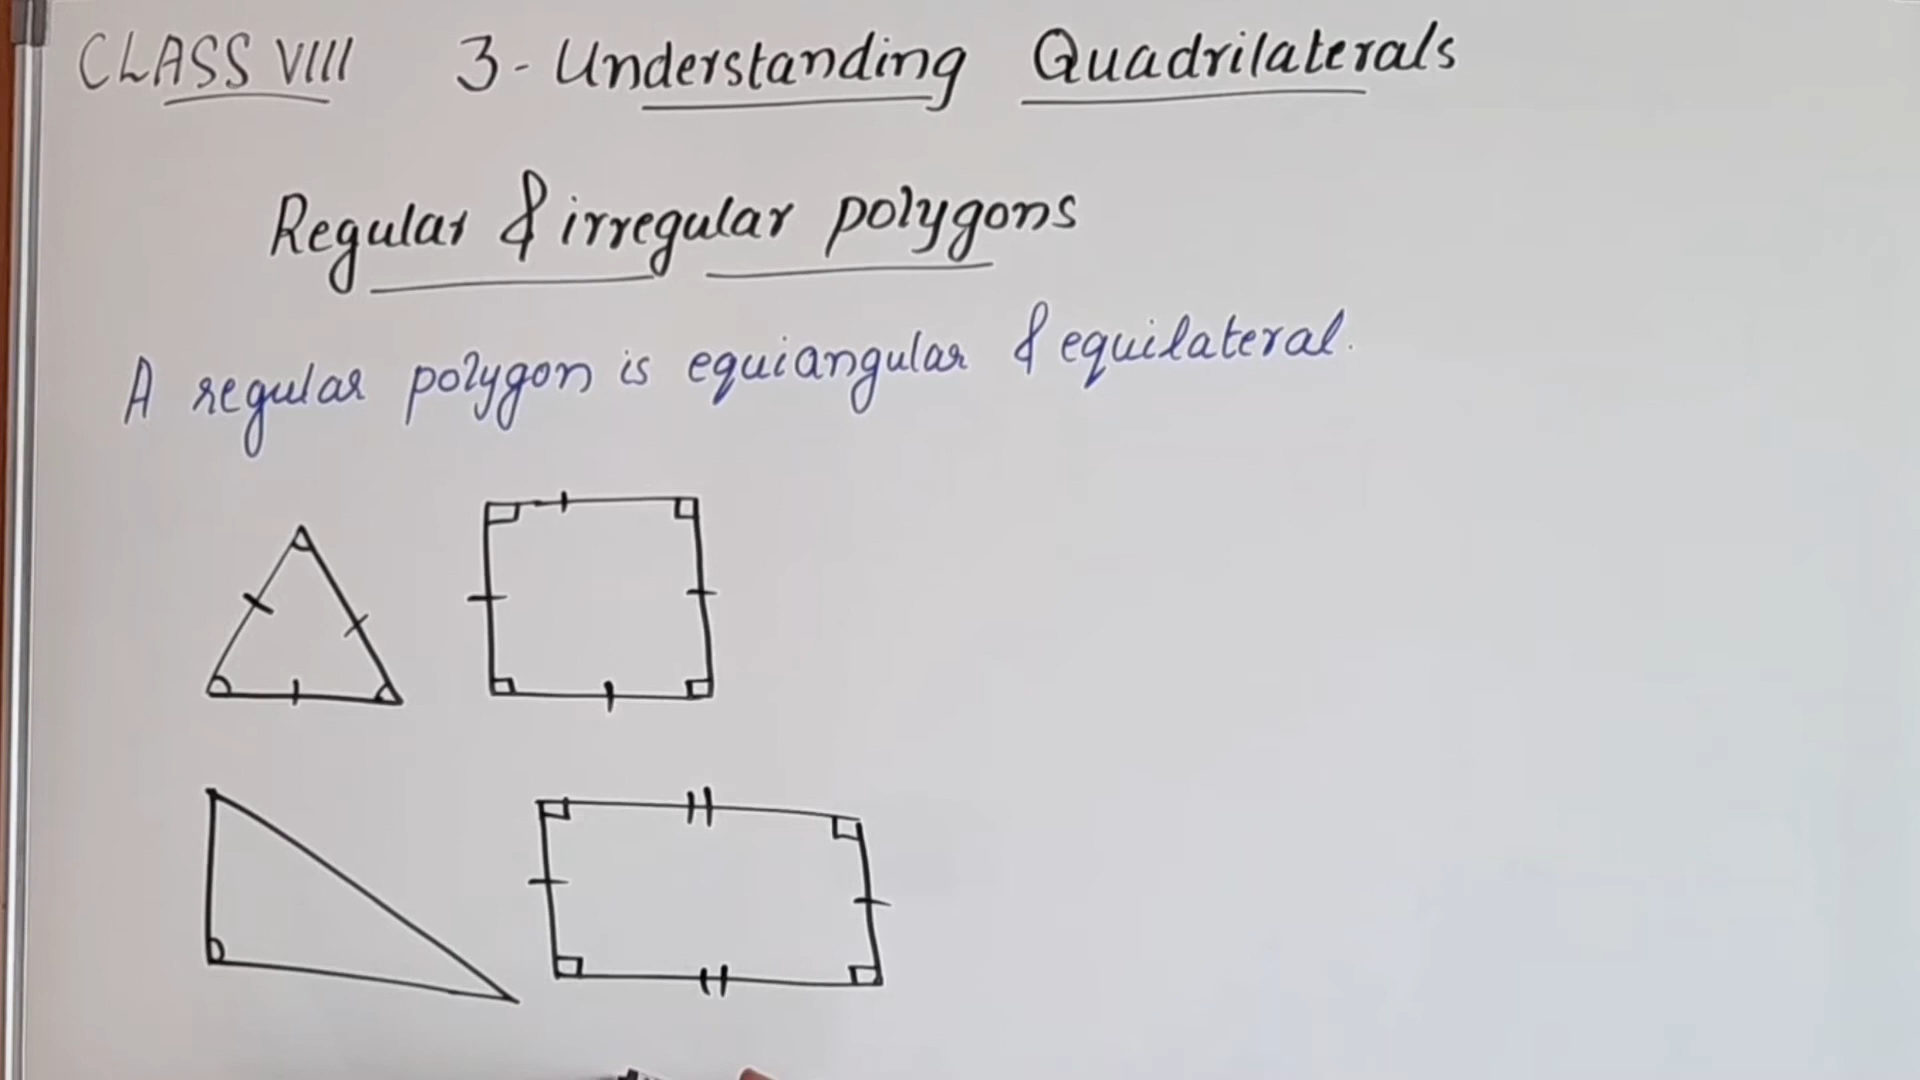 CLASS VIII 3-Understanding Quadrilaterals
Regular & irregular polygons
A regular polygon is equiangular & equilateral.